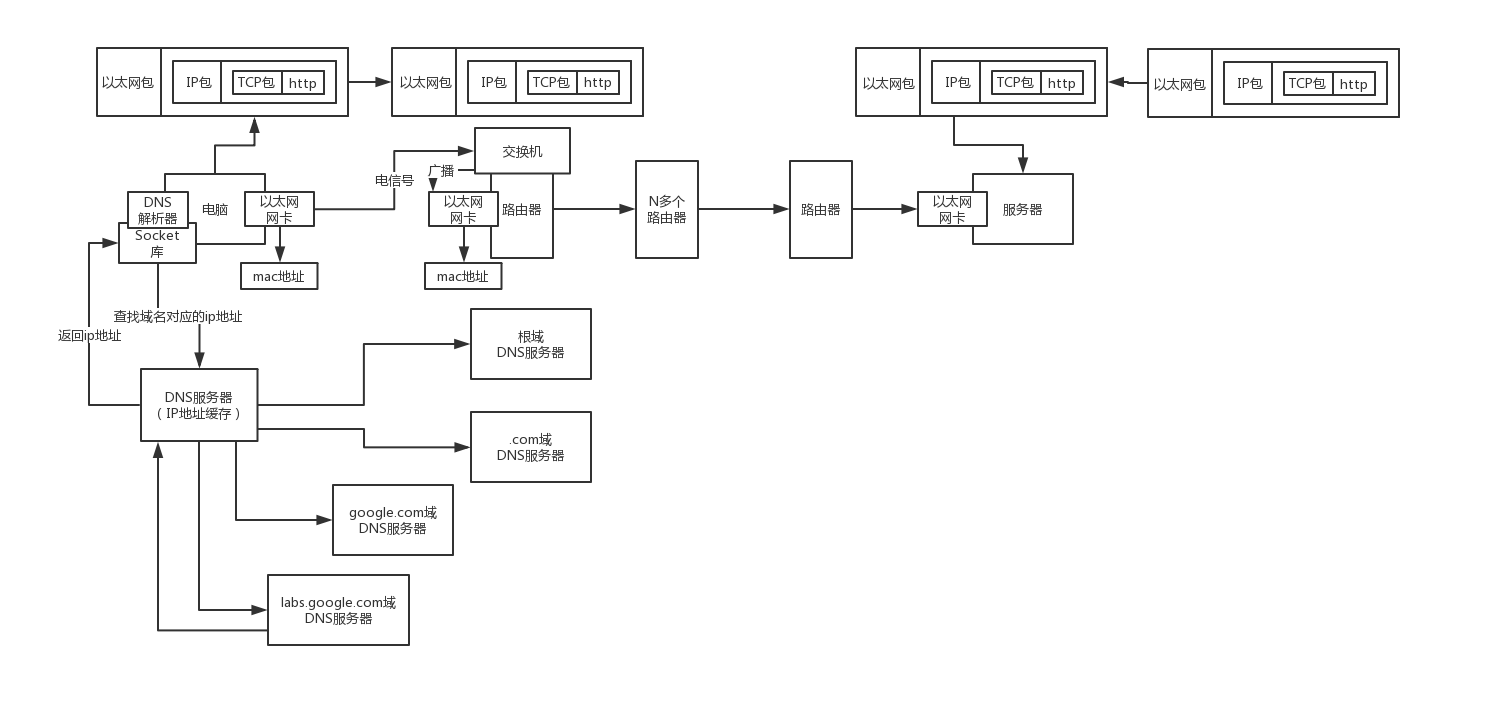 以太网包
IP包
TCP包
http
以太网包
IP包
TCP包
http
以太网包
IP包
TCP包
http
以太网包
IP包
TCP包
http
交换机
广播
电信号
DNS
解析器
电脑
以太网
网卡
以太网
网卡
路由器
N多个
路由器
路由器
以太网
网卡
服务器
Socket
库
mac地址
mac地址
查找域名对应的ip地址
返回ip地址
根域
DNS服务器
DNS服务器
（ IP地址缓存 ）
.com域
DNS服务器
google.com域
DNS服务器
labs.google.com域
DNS服务器